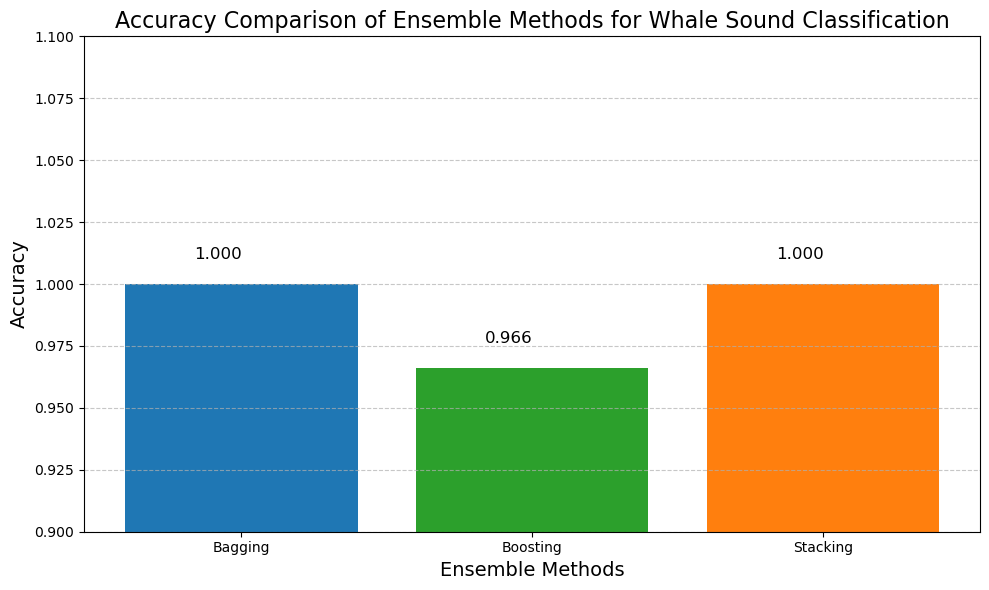 Accuracy Comparison of Ensemble Methods for Whale Sound Classification
Accuracy
1.100
1.075
1.050
1.025
1.000
0.975
0.950
0.925
0.900
1.000
0.966
1.000
Bagging
Boosting
Stacking
Ensemble Methods